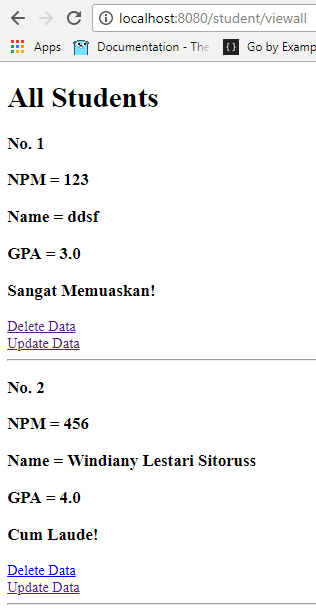 localhost:8080/student/viewall
Apps Documentation - The Go by Examp
All Students
No. 1
NPM = 123
Name = ddsf
GPA = 3.0
Sangat Memuaskan!
Delete Data
Update Data
No. 2
NPM = 456
Name = Windiany Lestari Sitoruss
GPA = 4.0
Cum Laude!
Delete Data
Update Data